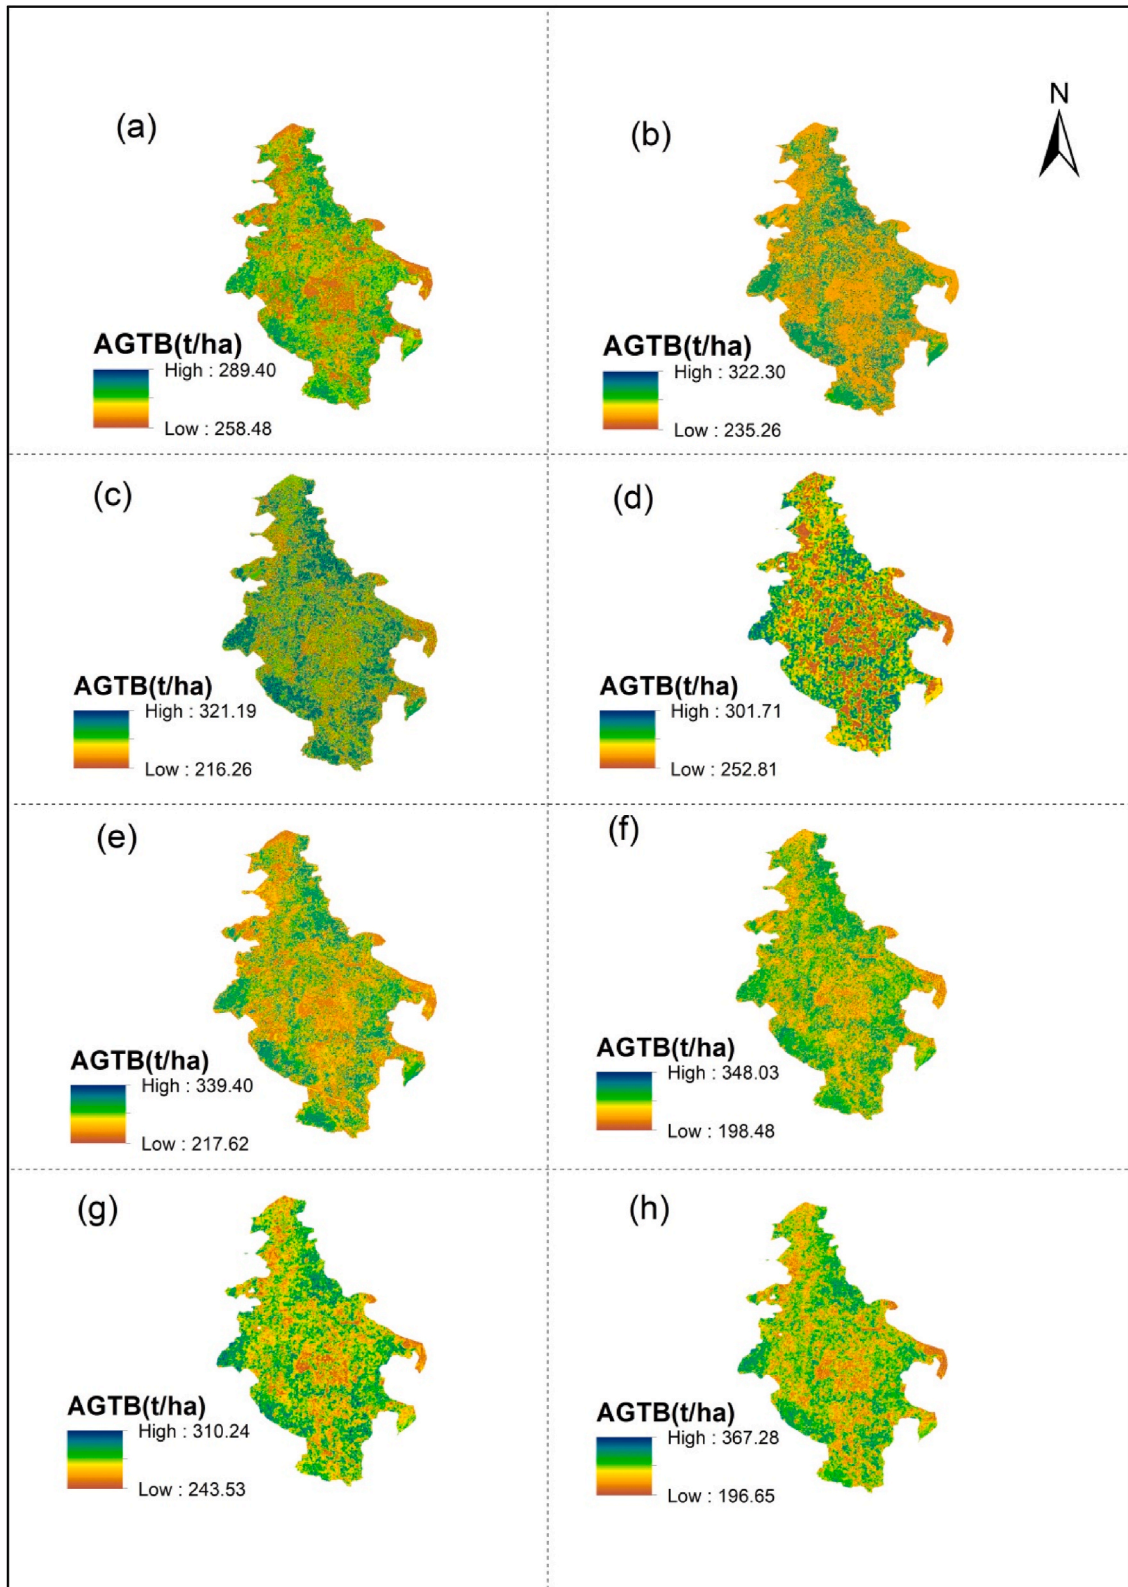 N
(a)
AGTB(t/ha)
High : 289.40
Low : 258.48
(b)
AGTB(t/ha)
High : 322.30
Low : 235.26
(c)
AGTB(t/ha)
High : 321.19
Low : 216.26
(d)
AGTB(t/ha)
High : 301.71
Low : 252.81
(e)
AGTB(t/ha)
High : 339.40
Low : 217.62
(f)
AGTB(t/ha)
High : 348.03
Low : 198.48
(g)
AGTB(t/ha)
High : 310.24
Low : 243.53
(h)
AGTB(t/ha)
High : 367.28
Low : 196.65